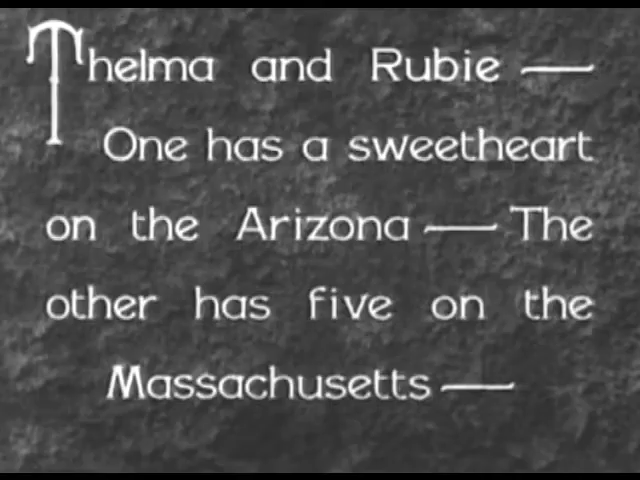 Thelma and Rubie —
One has a sweetheart
on the Arizona — The
other has five on the
Massachusetts —